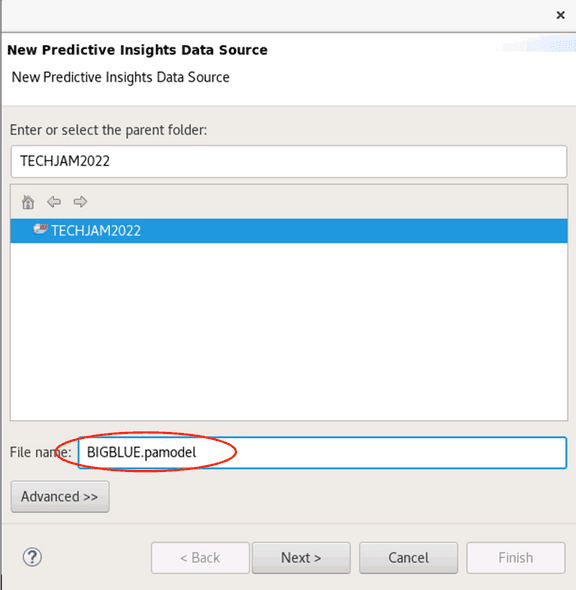 New Predictive Insights Data Source
New Predictive Insights Data Source
Enter or select the parent folder:
TECHJAM2022
TECHJAM2022
File name: BIGBLUE.pamodel
Advanced >>
< Back Next > Cancel Finish